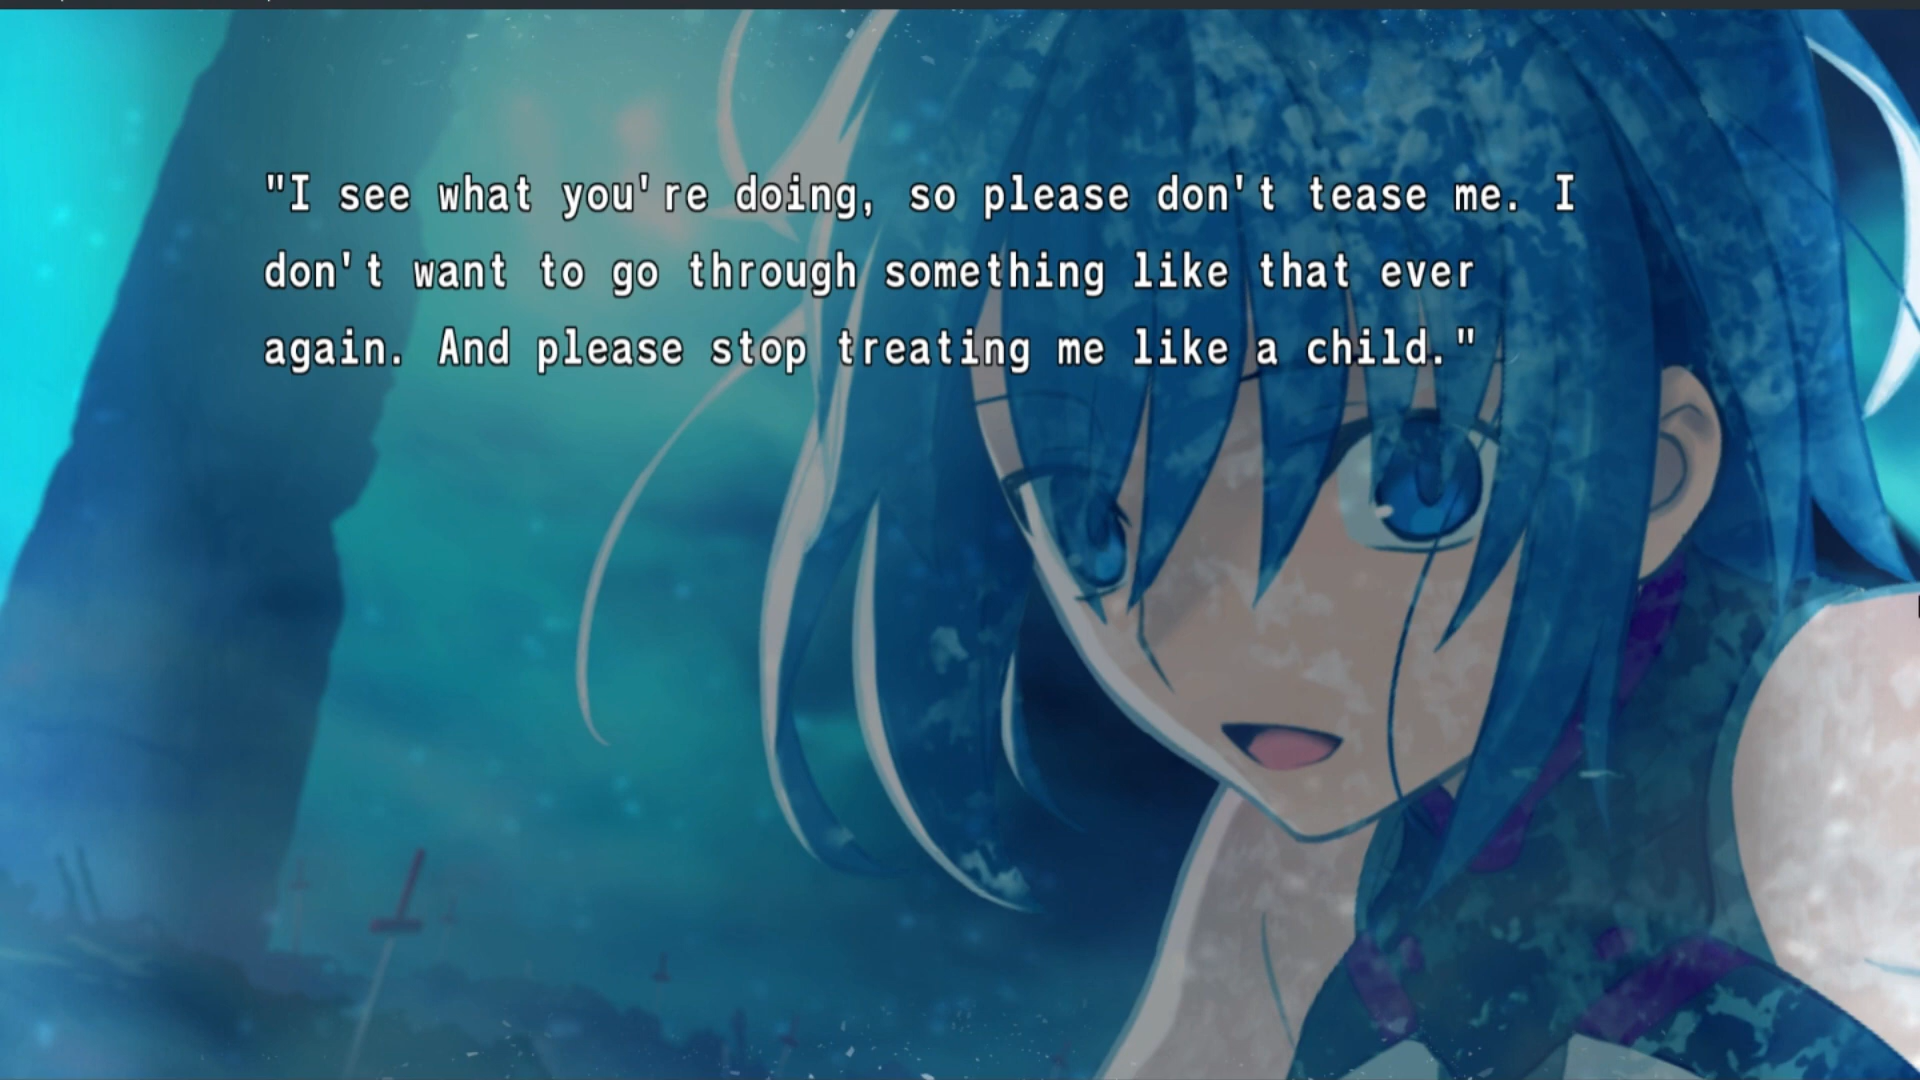 "I see what you're doing, so please don't tease me. I
don't want to go through something like that ever
again. And please stop treating me like a child."